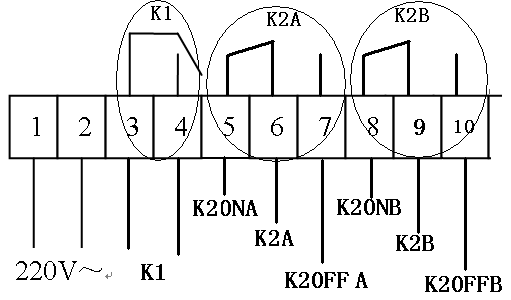 K1
K2A
K2B
1 2 3 4 5 6 7 8 9 10
K20NA
K20NB
K2A
K2B
220V～
K1
K20FF A
K20FFB